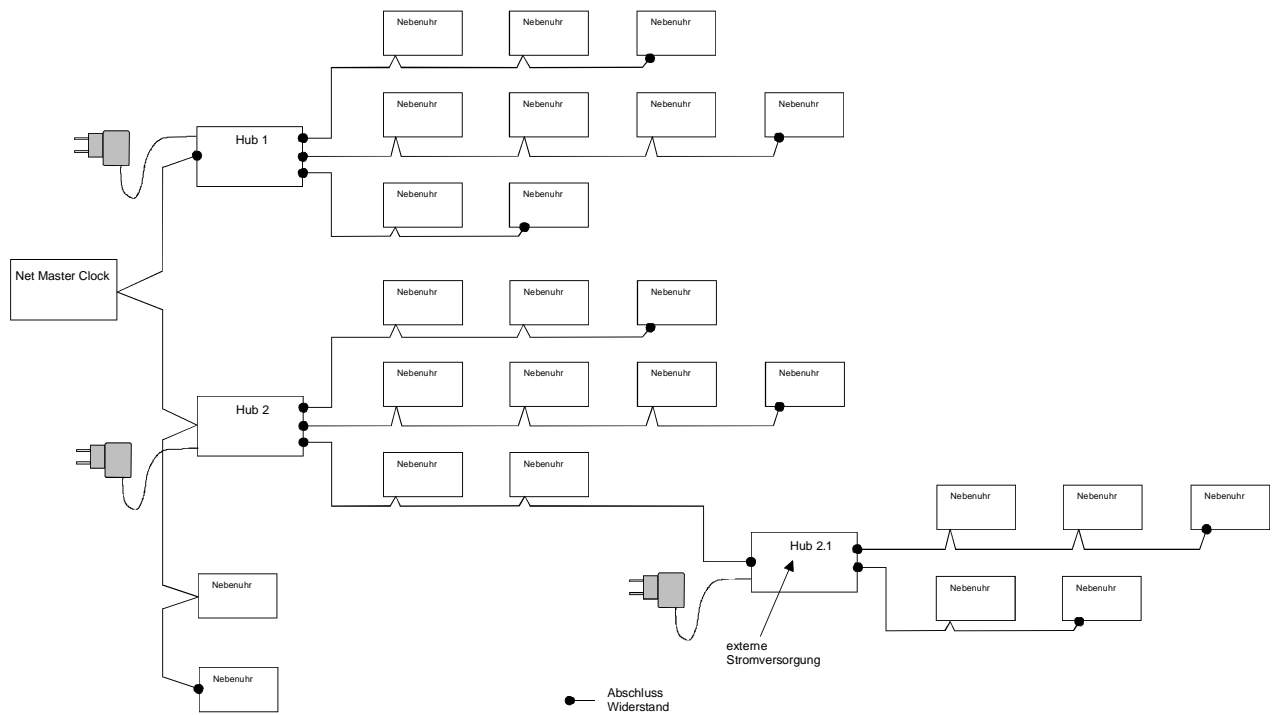 Nebenuhr
Nebenuhr
Nebenuhr
Nebenuhr
Nebenuhr
Nebenuhr
Nebenuhr
Hub 1
Nebenuhr
Nebenuhr
Net Master Clock
Nebenuhr
Nebenuhr
Nebenuhr
Nebenuhr
Nebenuhr
Nebenuhr
Nebenuhr
Hub 2
Nebenuhr
Nebenuhr
Nebenuhr
Nebenuhr
Nebenuhr
Hub 2.1
Nebenuhr
Nebenuhr
Nebenuhr
externe
Stromversorgung
Nebenuhr
Abschluss
Widerstand